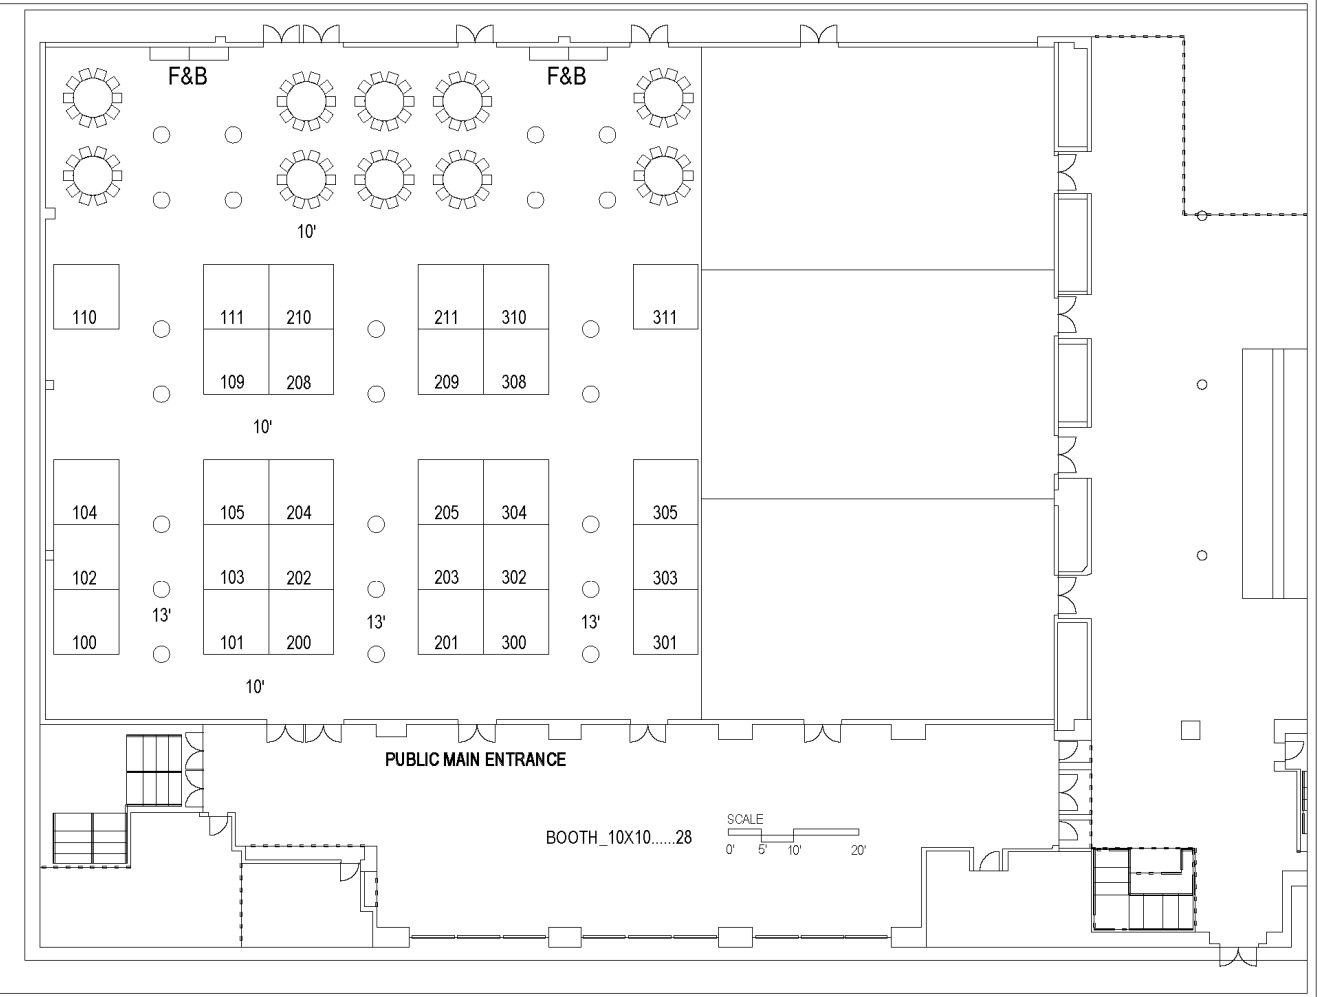 F&B F&B
10'
110 111 210 211 310 311
109 208 209 308
10'
104 105 204 205 304 305
102 103 202 203 302 303
13' 13' 13'
100 101 200 201 300 301
10'
PUBLIC MAIN ENTRANCE
SCALE
BOOTH_10X10.....28
0' 5' 10' 20'